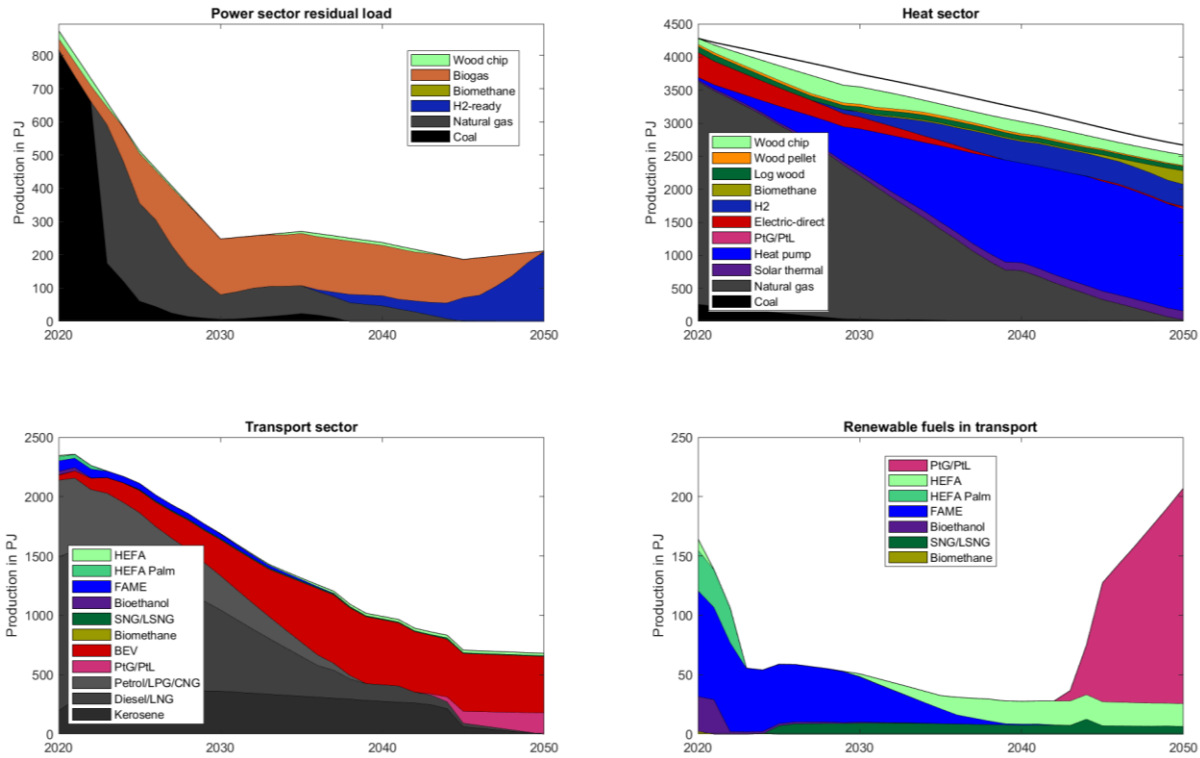 Power sector residual load
Production in PJ
800
700
600
500
400
300
200
100
0
2020
2030
2040
2050
Wood chip
Biogas
Biomethane
H2-ready
Natural gas
Coal
Heat sector
Production in PJ
4500
4000
3500
3000
2500
2000
1500
1000
500
0
2020
2030
2040
2050
Wood chip
Wood pellet
Log wood
Biomethane
H2
Electric-direct
PtG/PtL
Heat pump
Solar thermal
Natural gas
Coal
Transport sector
Production in PJ
2500
2000
1500
1000
500
0
2020
2030
2040
2050
HEFA
HEFA Palm
FAME
Bioethanol
SNG/LSNG
Biomethane
BEV
PtG/PtL
Petrol/LPG/CNG
Diesel/LNG
Kerosene
Renewable fuels in transport
Production in PJ
250
200
150
100
50
0
2020
2030
2040
2050
PtG/PtL
HEFA
HEFA Palm
FAME
Bioethanol
SNG/LSNG
Biomethane